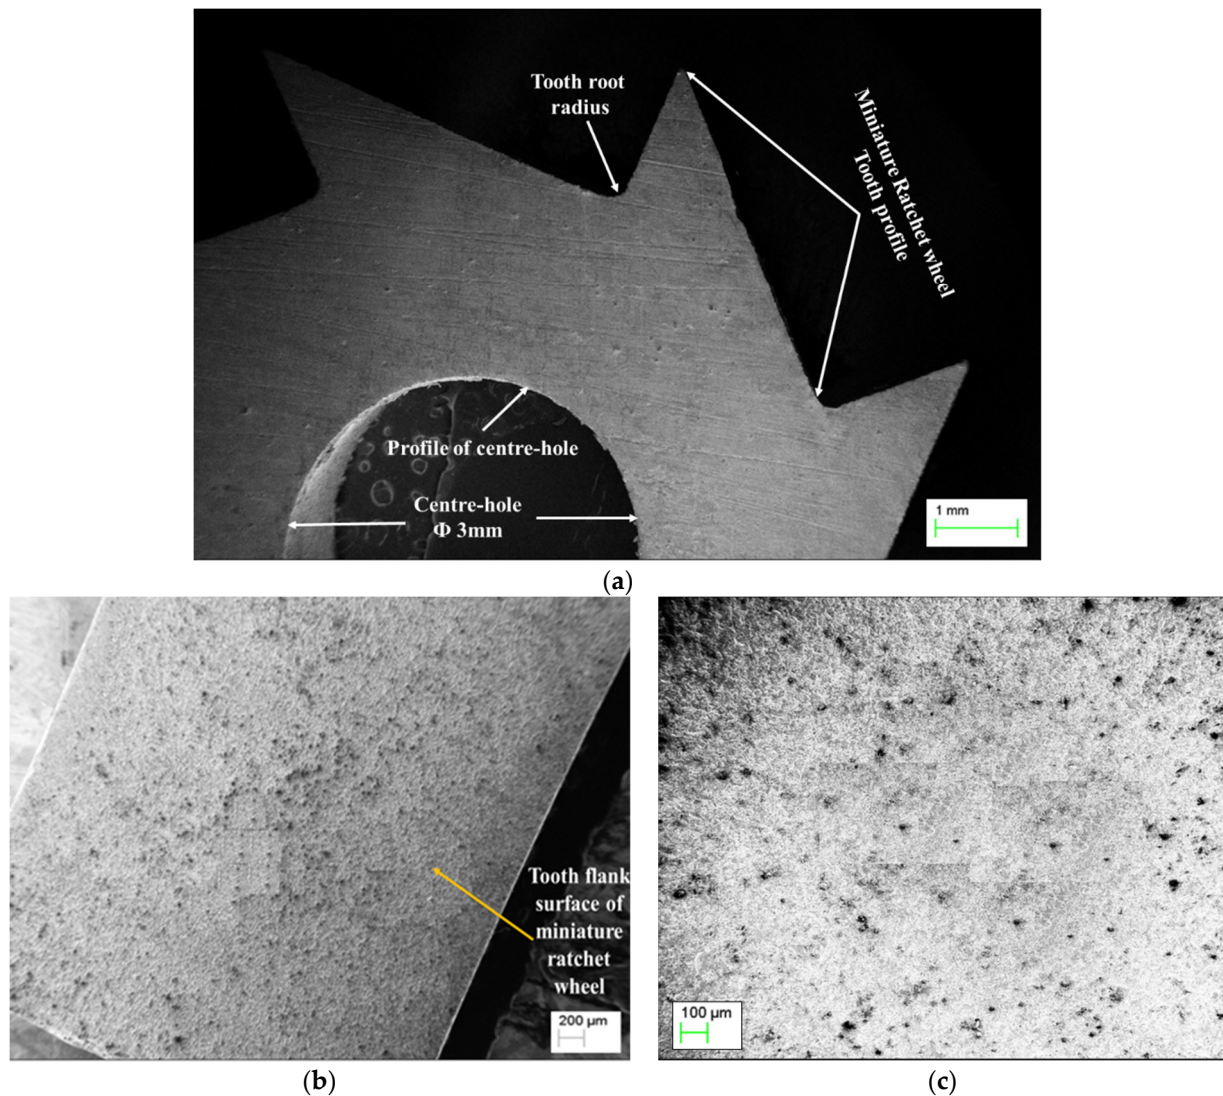 Tooth root
radius
Miniature Ratchet wheel
Tooth profile
Profile of centre-hole
Centre-hole
Φ 3mm
1 mm
(a)
Tooth flank
surface of
miniature
ratchet
wheel
200 µm
(b)
100 µm
(c)